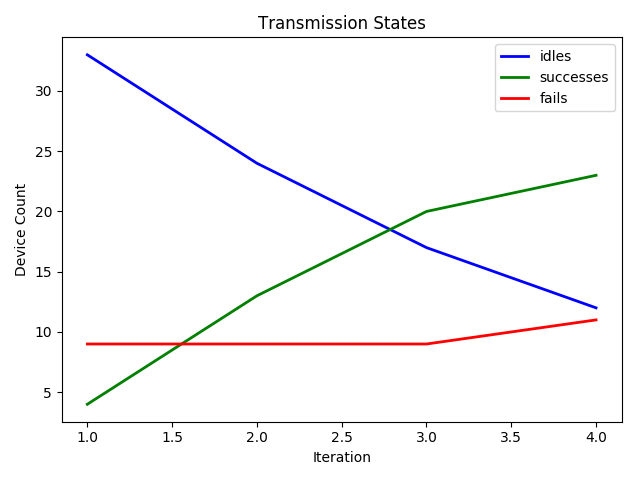 Transmission States
idles
successes
fails
Device Count
30
25
20
15
10
5
1.0 1.5 2.0 2.5 3.0 3.5 4.0
Iteration